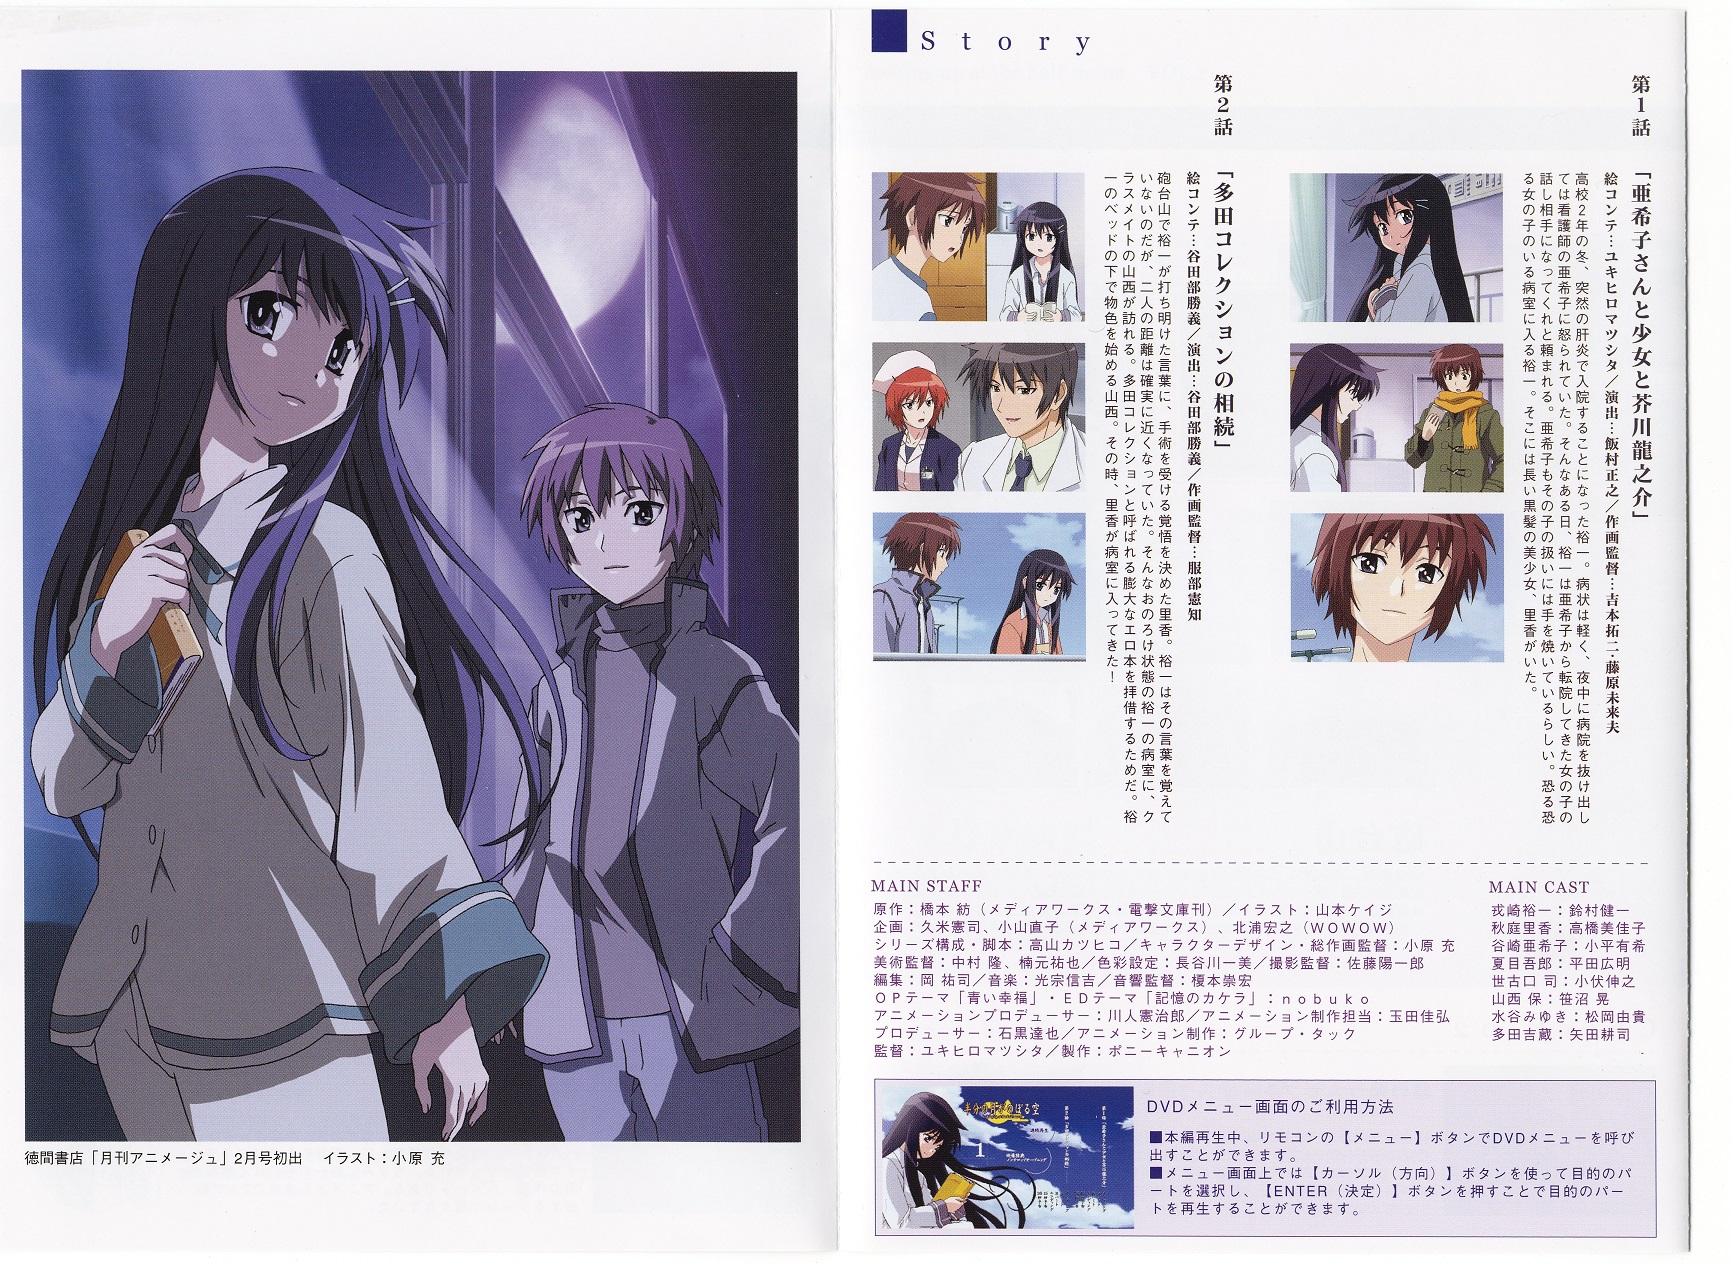 徳間書店「月刊アニメージュ」2月号初出　イラスト：小原 充
Story
第1話
「亜希子さんと少女と芥川龍之介」
絵コンテ…ユキヒロマツシタ／演出…飯村正之／作画監督…吉本拓二・藤原未来夫
高校2年の冬、突然の肝炎で入院することになった裕一。病状は軽く、夜中に病院を抜け出し
ては看護師の亜希子に怒られていた。そんなある日、裕一は亜希子から転院してきた女の子の
話し相手になってくれと頼まれる。亜希子もその子の扱いには手を焼いているらしい。恐る恐
る女の子のいる病室に入る裕一。そこには長い黒髪の美少女、里香がいた。
第2話
「多田コレクションの相続」
絵コンテ…谷田部勝義／演出…谷田部勝義／作画監督…服部憲知
砲台山で裕一が打ち明けた言葉に、手術を受ける覚悟を決めた里香。裕一はその言葉を覚えて
いないのだが、二人の距離は確実に近くなっていた。そんなおのろけ状態の裕一の病室に、ク
ラスメイトの山西が訪れる。多田コレクションと呼ばれる膨大なエロ本を拝借するためだ。裕
一のベッドの下で物色を始める山西。その時、里香が病室に入ってきた！
MAIN STAFF
原作：橋本 紡（メディアワークス・電撃文庫刊）／イラスト：山本ケイジ
企画：久米憲司、小山直子（メディアワークス）、北浦宏之（WOWOW）
シリーズ構成・脚本：高山カツヒコ／キャラクターデザイン・総作画監督：小原 充
美術監督：中村 隆、楠元祐也／色彩設定：長谷川一美／撮影監督：佐藤陽一郎
編集：岡 祐司／音楽：光宗信吉／音響監督：榎本崇宏
OPテーマ「青い幸福」・EDテーマ「記憶のカケラ」：nobuko
アニメーションプロデューサー：川人憲治郎／アニメーション制作担当：玉田佳弘
プロデューサー：石黒達也／アニメーション制作：グループ・タック
監督：ユキヒロマツシタ／製作：ポニーキャニオン
MAIN CAST
戎崎裕一：鈴村健一
秋庭里香：高橋美佳子
谷崎亜希子：小平有希
夏目吾郎：平田広明
世古口 司：小伏伸之
山西 保：笹沼 晃
水谷みゆき：松岡由貴
多田吉蔵：矢田耕司
半分の月がのぼる空
1
DVDメニュー画面のご利用方法
■本編再生中、リモコンの【メニュー】ボタンでDVDメニューを呼び
出すことができます。
■メニュー画面上では【カーソル（方向）】ボタンを使って目的のパ
ートを選択し、【ENTER（決定）】ボタンを押すことで目的のパー
トを再生することができます。